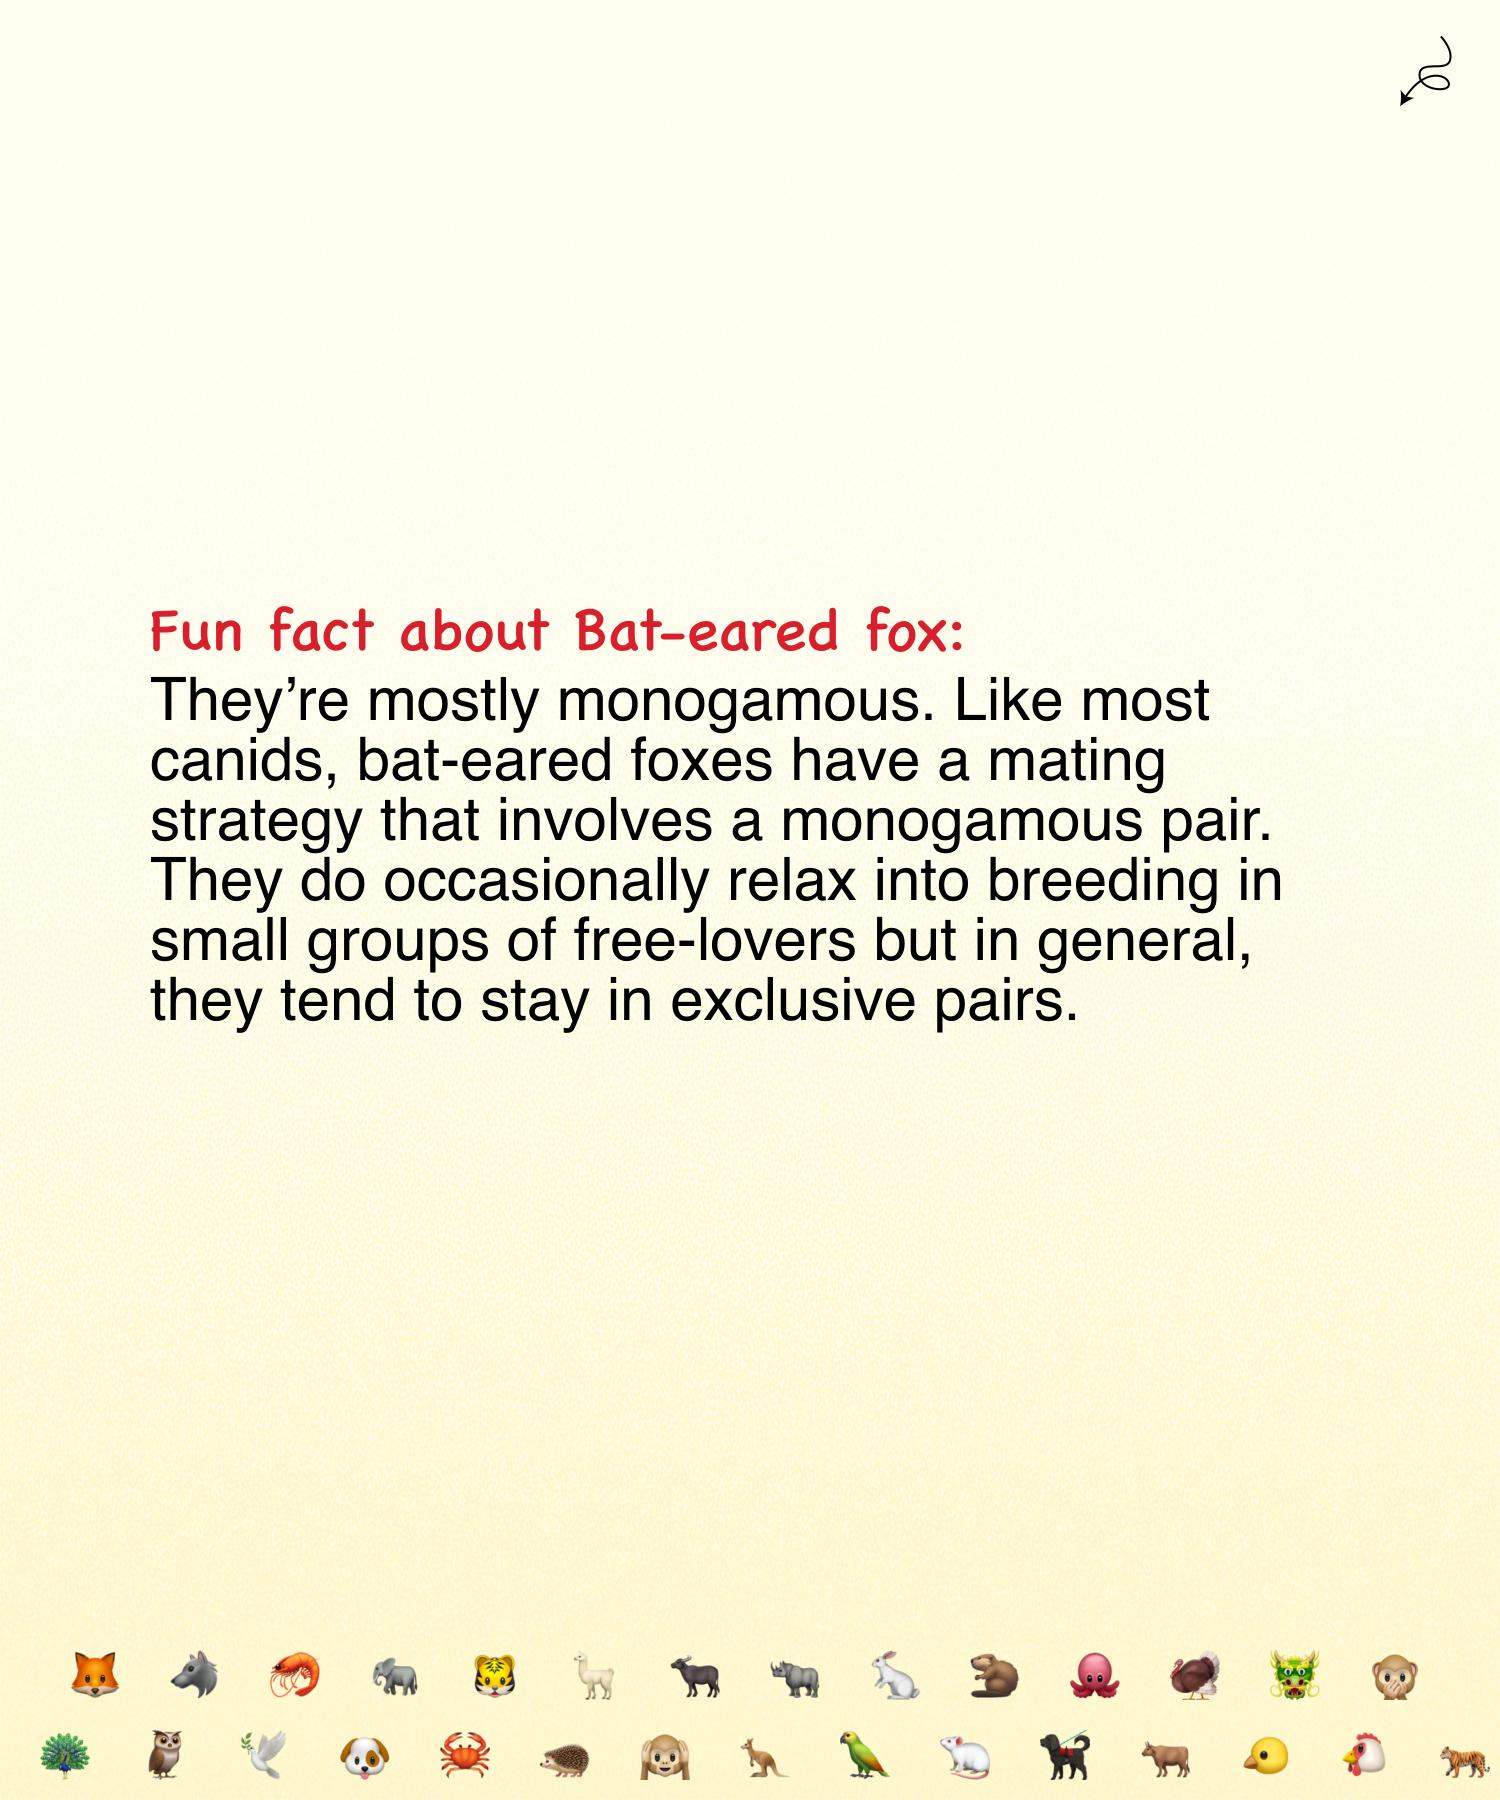 Fun fact about Bat-eared fox:
They’re mostly monogamous. Like most
canids, bat-eared foxes have a mating
strategy that involves a monogamous pair.
They do occasionally relax into breeding in
small groups of free-lovers but in general,
they tend to stay in exclusive pairs.